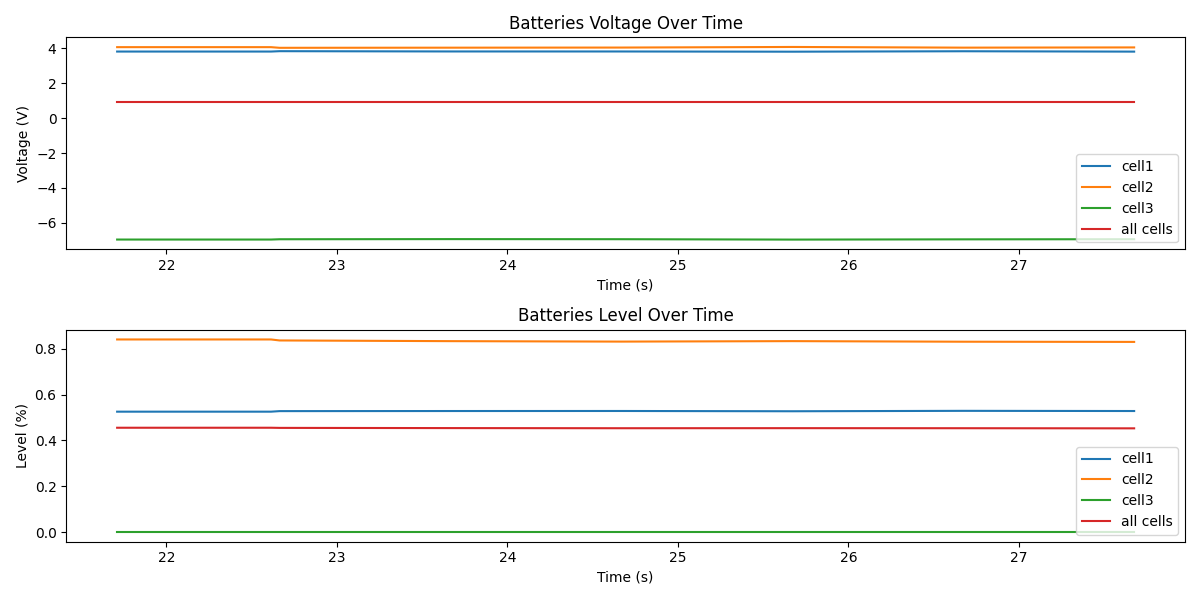 Batteries Voltage Over Time
Voltage (V)
4
2
0
−2
−4
−6
cell1
cell2
cell3
all cells
22 23 24 25 26 27
Time (s)
Batteries Level Over Time
Level (%)
0.8
0.6
0.4
0.2
0.0
cell1
cell2
cell3
all cells
22 23 24 25 26 27
Time (s)